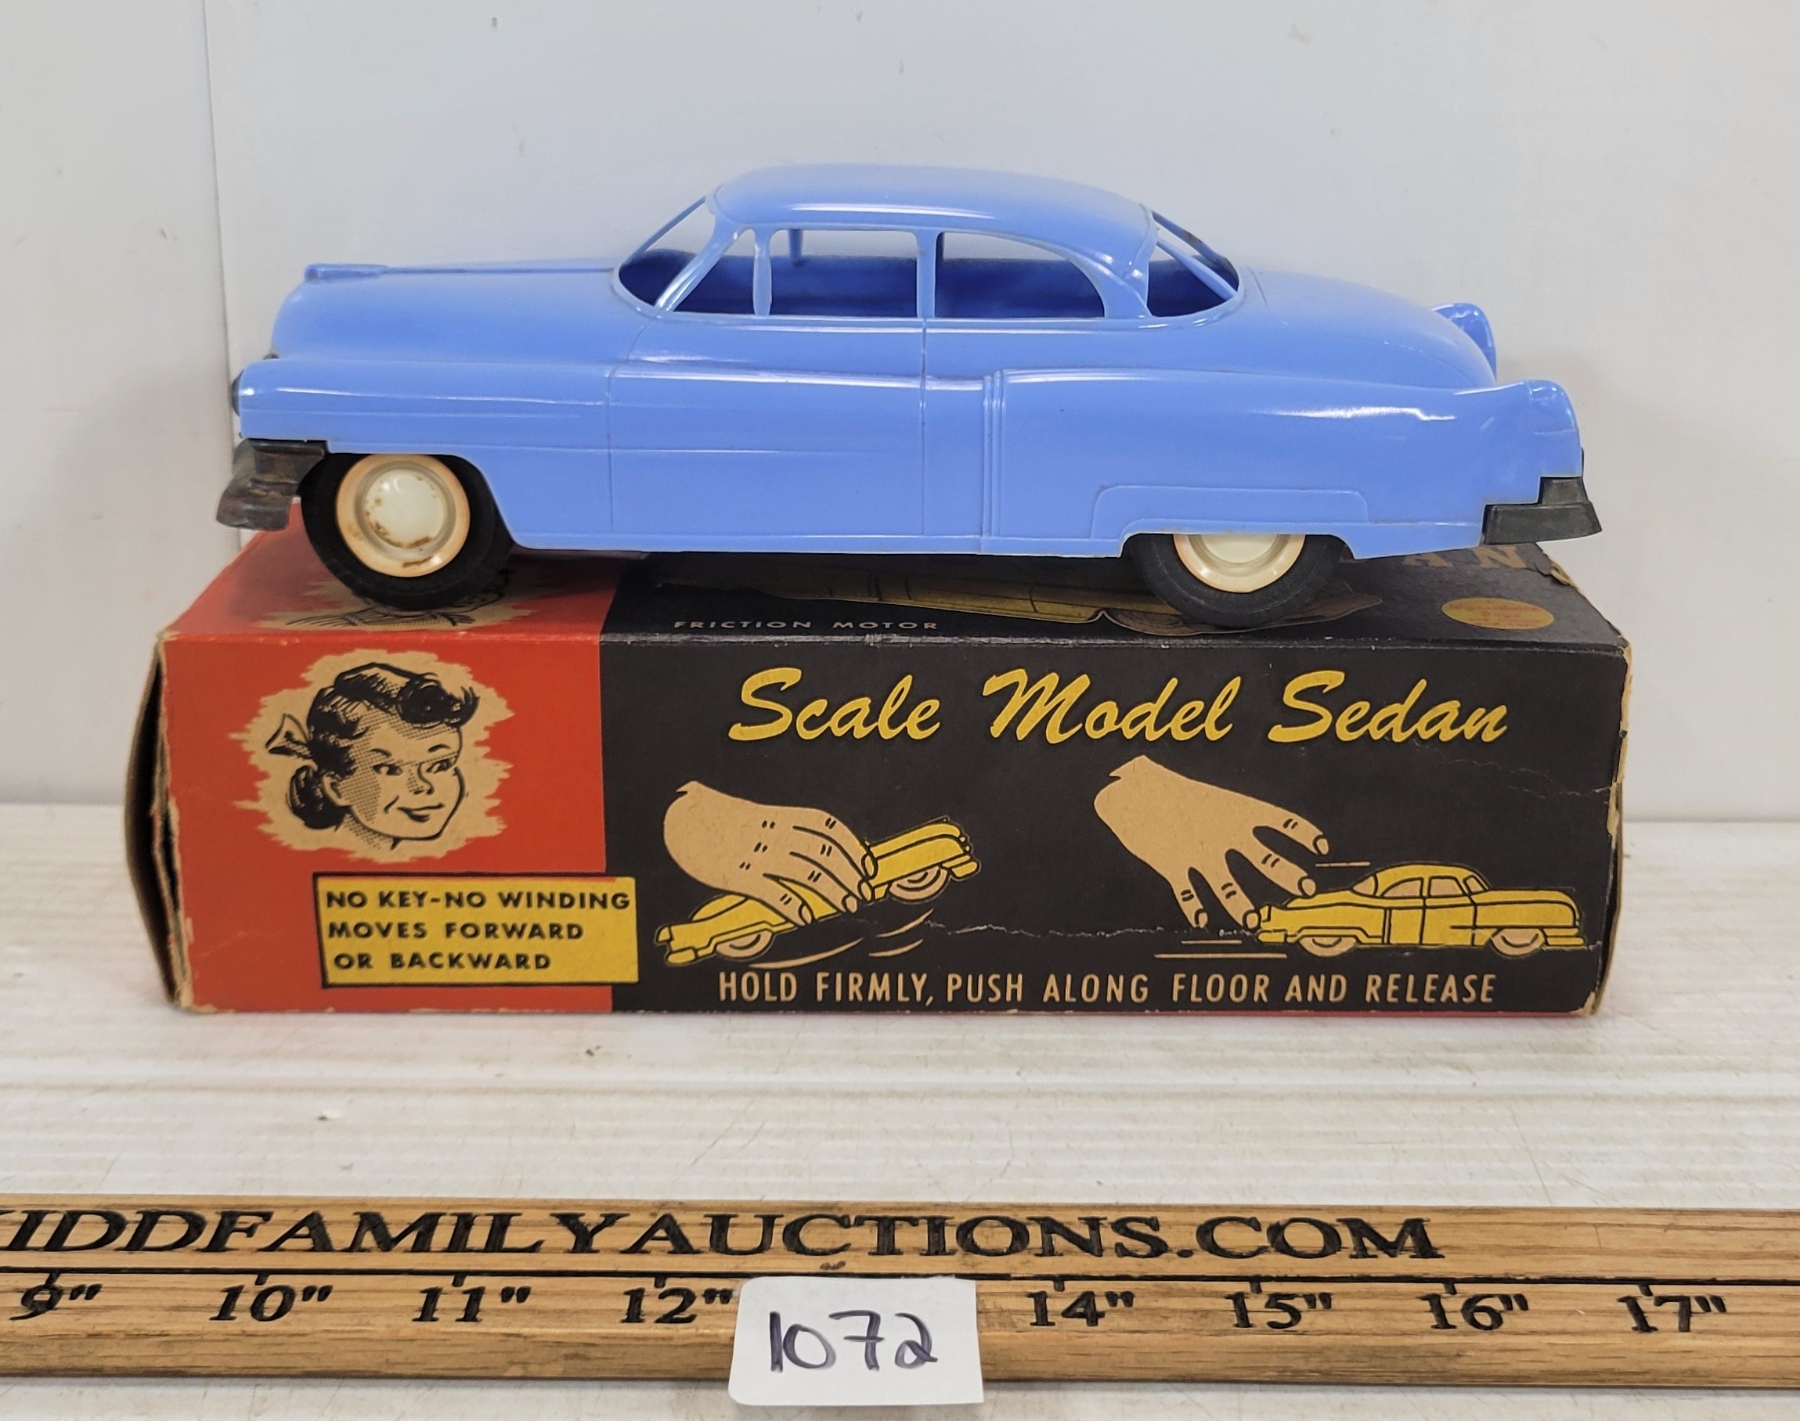 FRICTION MOTOR
Scale Model Sedan
NO KEY-NO WINDING
MOVES FORWARD
OR BACKWARD
HOLD FIRMLY, PUSH ALONG FLOOR AND RELEASE
KIDDFAMILYAUCTIONS.COM
9" 10" 11" 12" 14" 15" 16" 17"
1072